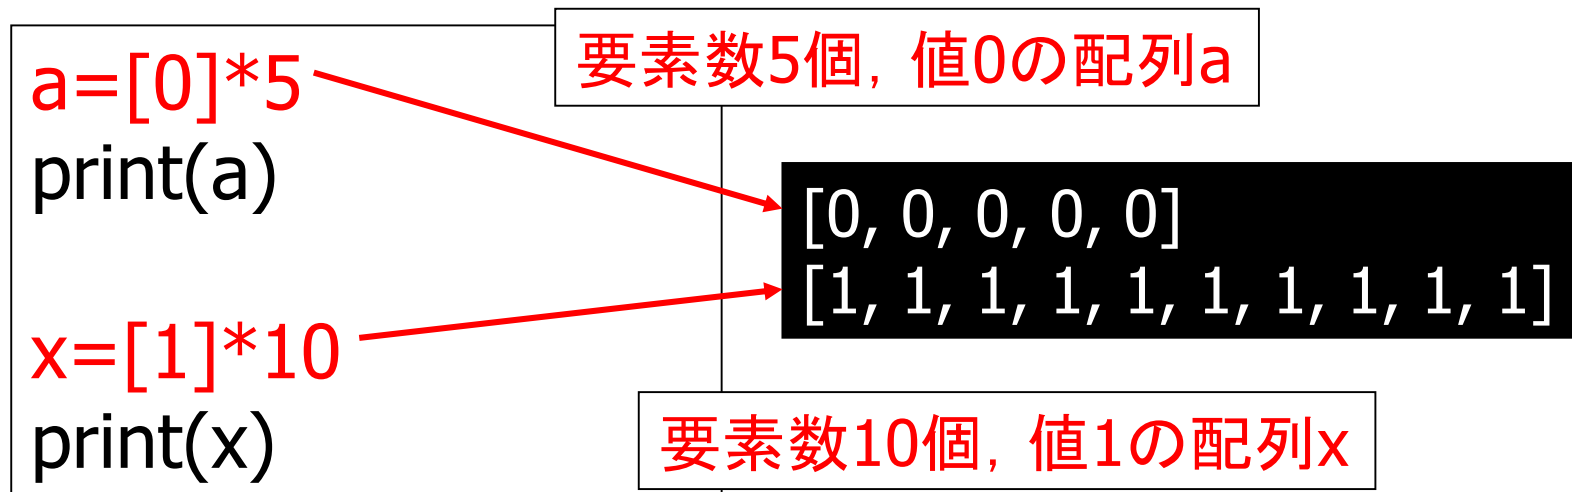 a=[0]*5
print(a)
x=[1]*10
print(x)
要素数5個，値0の配列a
[0, 0, 0, 0, 0]
[1, 1, 1, 1, 1, 1, 1, 1, 1, 1]
要素数10個，値1の配列x